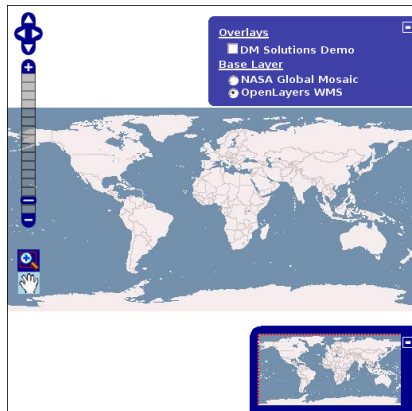 Overlays
DM Solutions Demo
Base Layer
NASA Global Mosaic
OpenLayers WMS